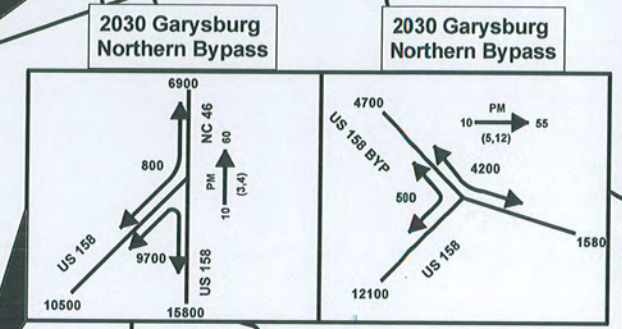 2030 Garysburg
Northern Bypass
2030 Garysburg
Northern Bypass
6900
NC 46
800
PM
10
60
(3,4)
US 158
9700
US 158
10500
15800
4700
US 158 BYP
PM
10
55
(5,12)
4200
500
1580
US 158
12100